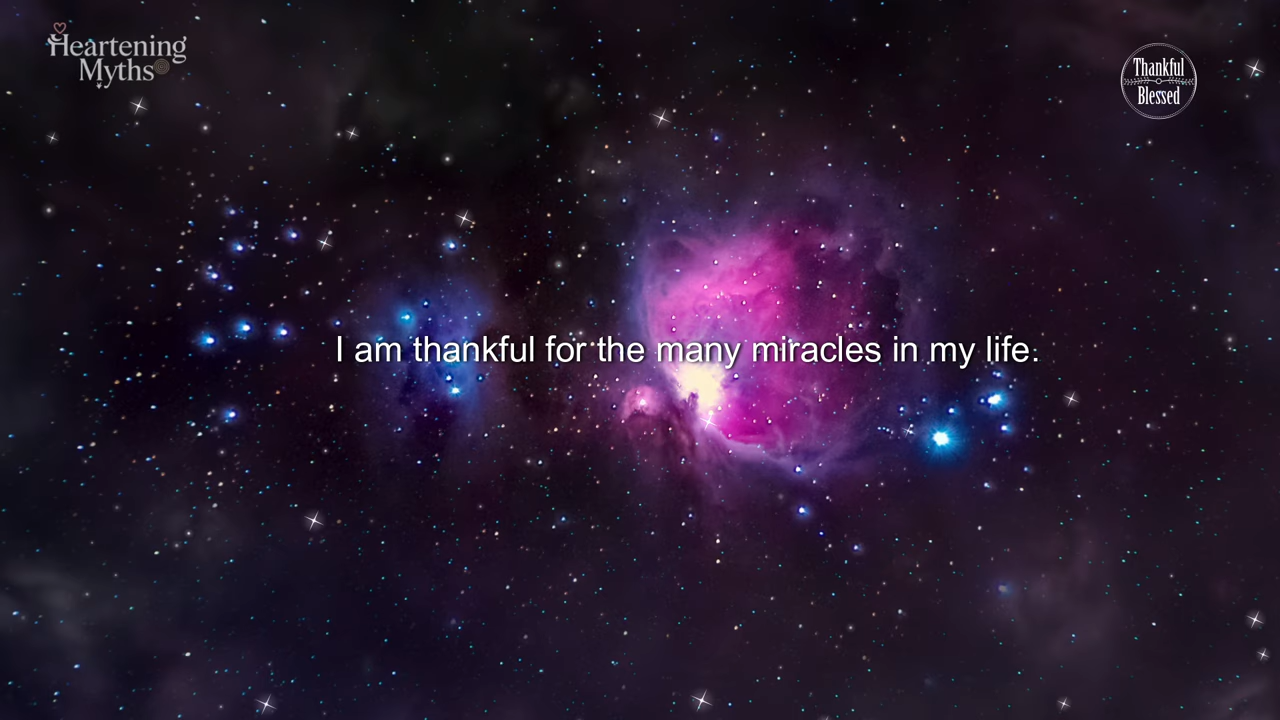 Heartening
Myths
Thankful
Blessed
I am thankful for the many miracles in my life.